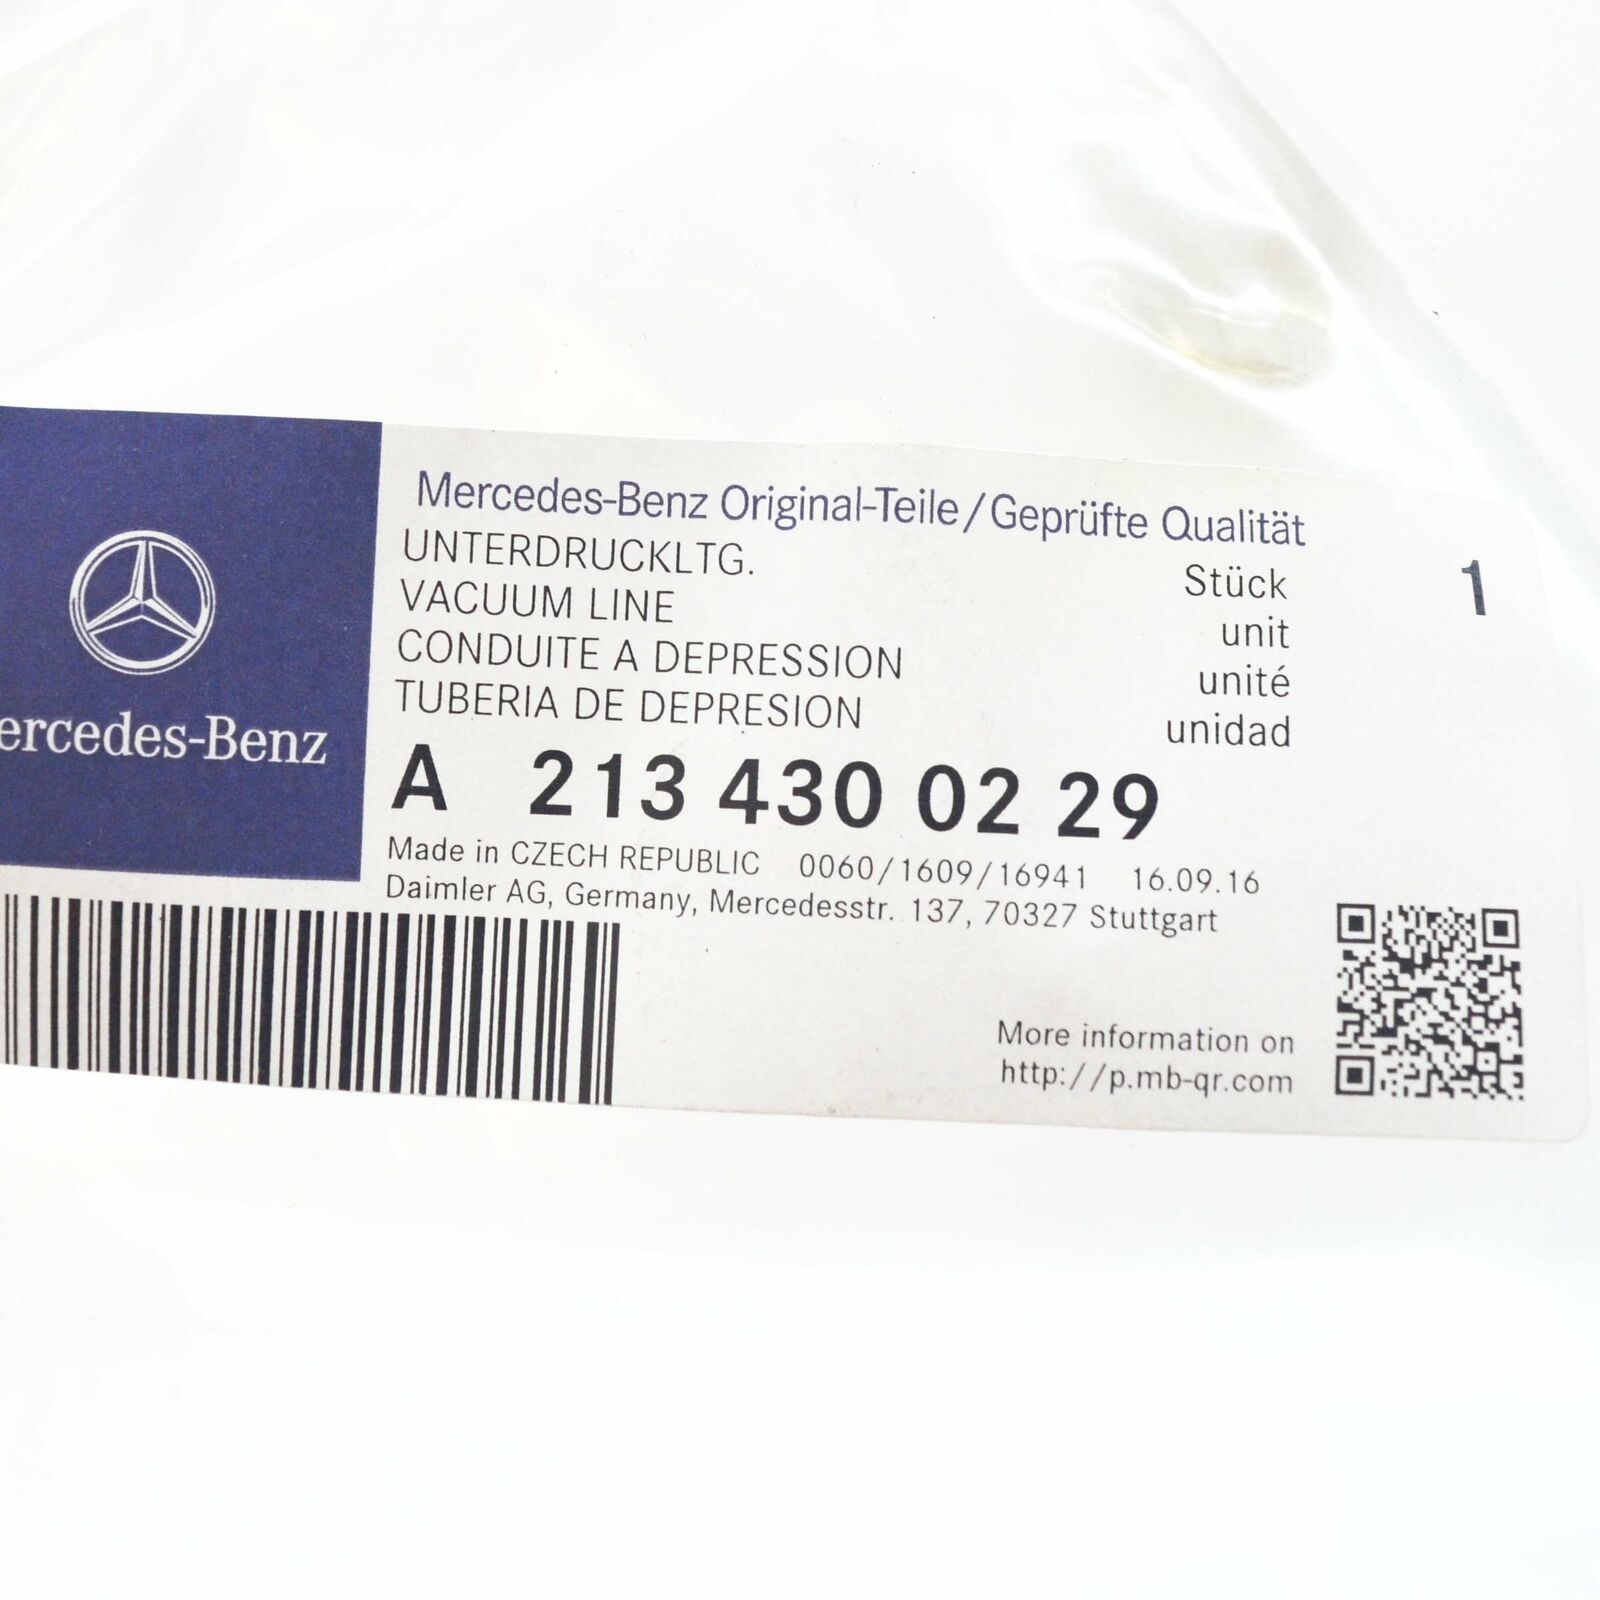 Mercedes-Benz Original-Teile/Geprüfte Qualität
UNTERDRUCKLTG.
VACUUM LINE
CONDUITE A DEPRESSION
TUBERIA DE DEPRESION
Stück 1
unit
unité
unidad
ercedes-Benz
A 213 430 02 29
Made in CZECH REPUBLIC 0060/1609/16941 16.09.16
Daimler AG, Germany, Mercedesstr. 137, 70327 Stuttgart
More information on
http://p.mb-qr.com